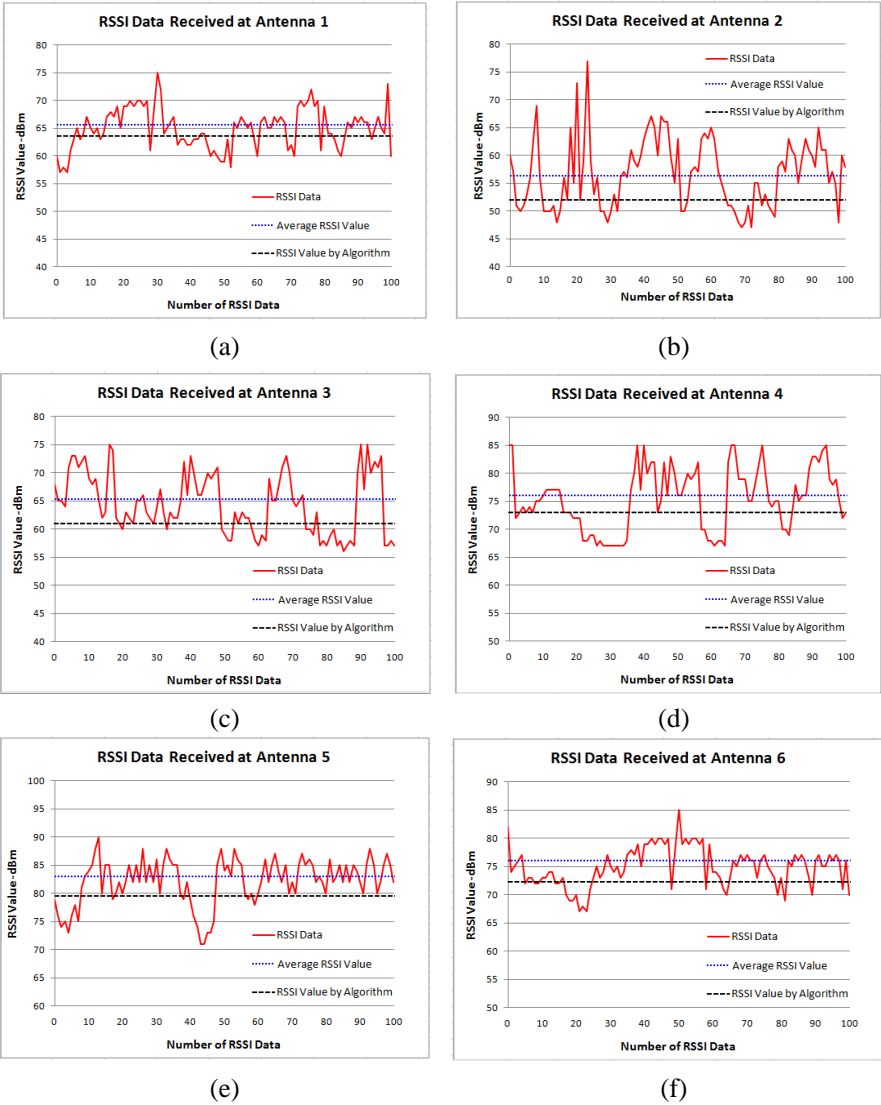 RSSI Data Received at Antenna 1
RSSI Value -dBm
80
75
70
65
60
55
50
45
40
0 10 20 30 40 50 60 70 80 90 100
Number of RSSI Data
RSSI Data
Average RSSI Value
RSSI Value by Algorithm
(a)
RSSI Data Received at Antenna 2
RSSI Value -dBm
80
75
70
65
60
55
50
45
40
0 10 20 30 40 50 60 70 80 90 100
Number of RSSI Data
RSSI Data
Average RSSI Value
RSSI Value by Algorithm
(b)
RSSI Data Received at Antenna 3
RSSI Value -dBm
80
75
70
65
60
55
50
45
40
0 10 20 30 40 50 60 70 80 90 100
Number of RSSI Data
RSSI Data
Average RSSI Value
RSSI Value by Algorithm
(c)
RSSI Data Received at Antenna 4
RSSI Value -dBm
90
85
80
75
70
65
60
55
50
0 10 20 30 40 50 60 70 80 90 100
Number of RSSI Data
RSSI Data
Average RSSI Value
RSSI Value by Algorithm
(d)
RSSI Data Received at Antenna 5
RSSI Value -dBm
100
95
90
85
80
75
70
65
60
0 10 20 30 40 50 60 70 80 90 100
Number of RSSI Data
RSSI Data
Average RSSI Value
RSSI Value by Algorithm
(e)
RSSI Data Received at Antenna 6
RSSI Value -dBm
90
85
80
75
70
65
60
55
50
0 10 20 30 40 50 60 70 80 90 100
Number of RSSI Data
RSSI Data
Average RSSI Value
RSSI Value by Algorithm
(f)